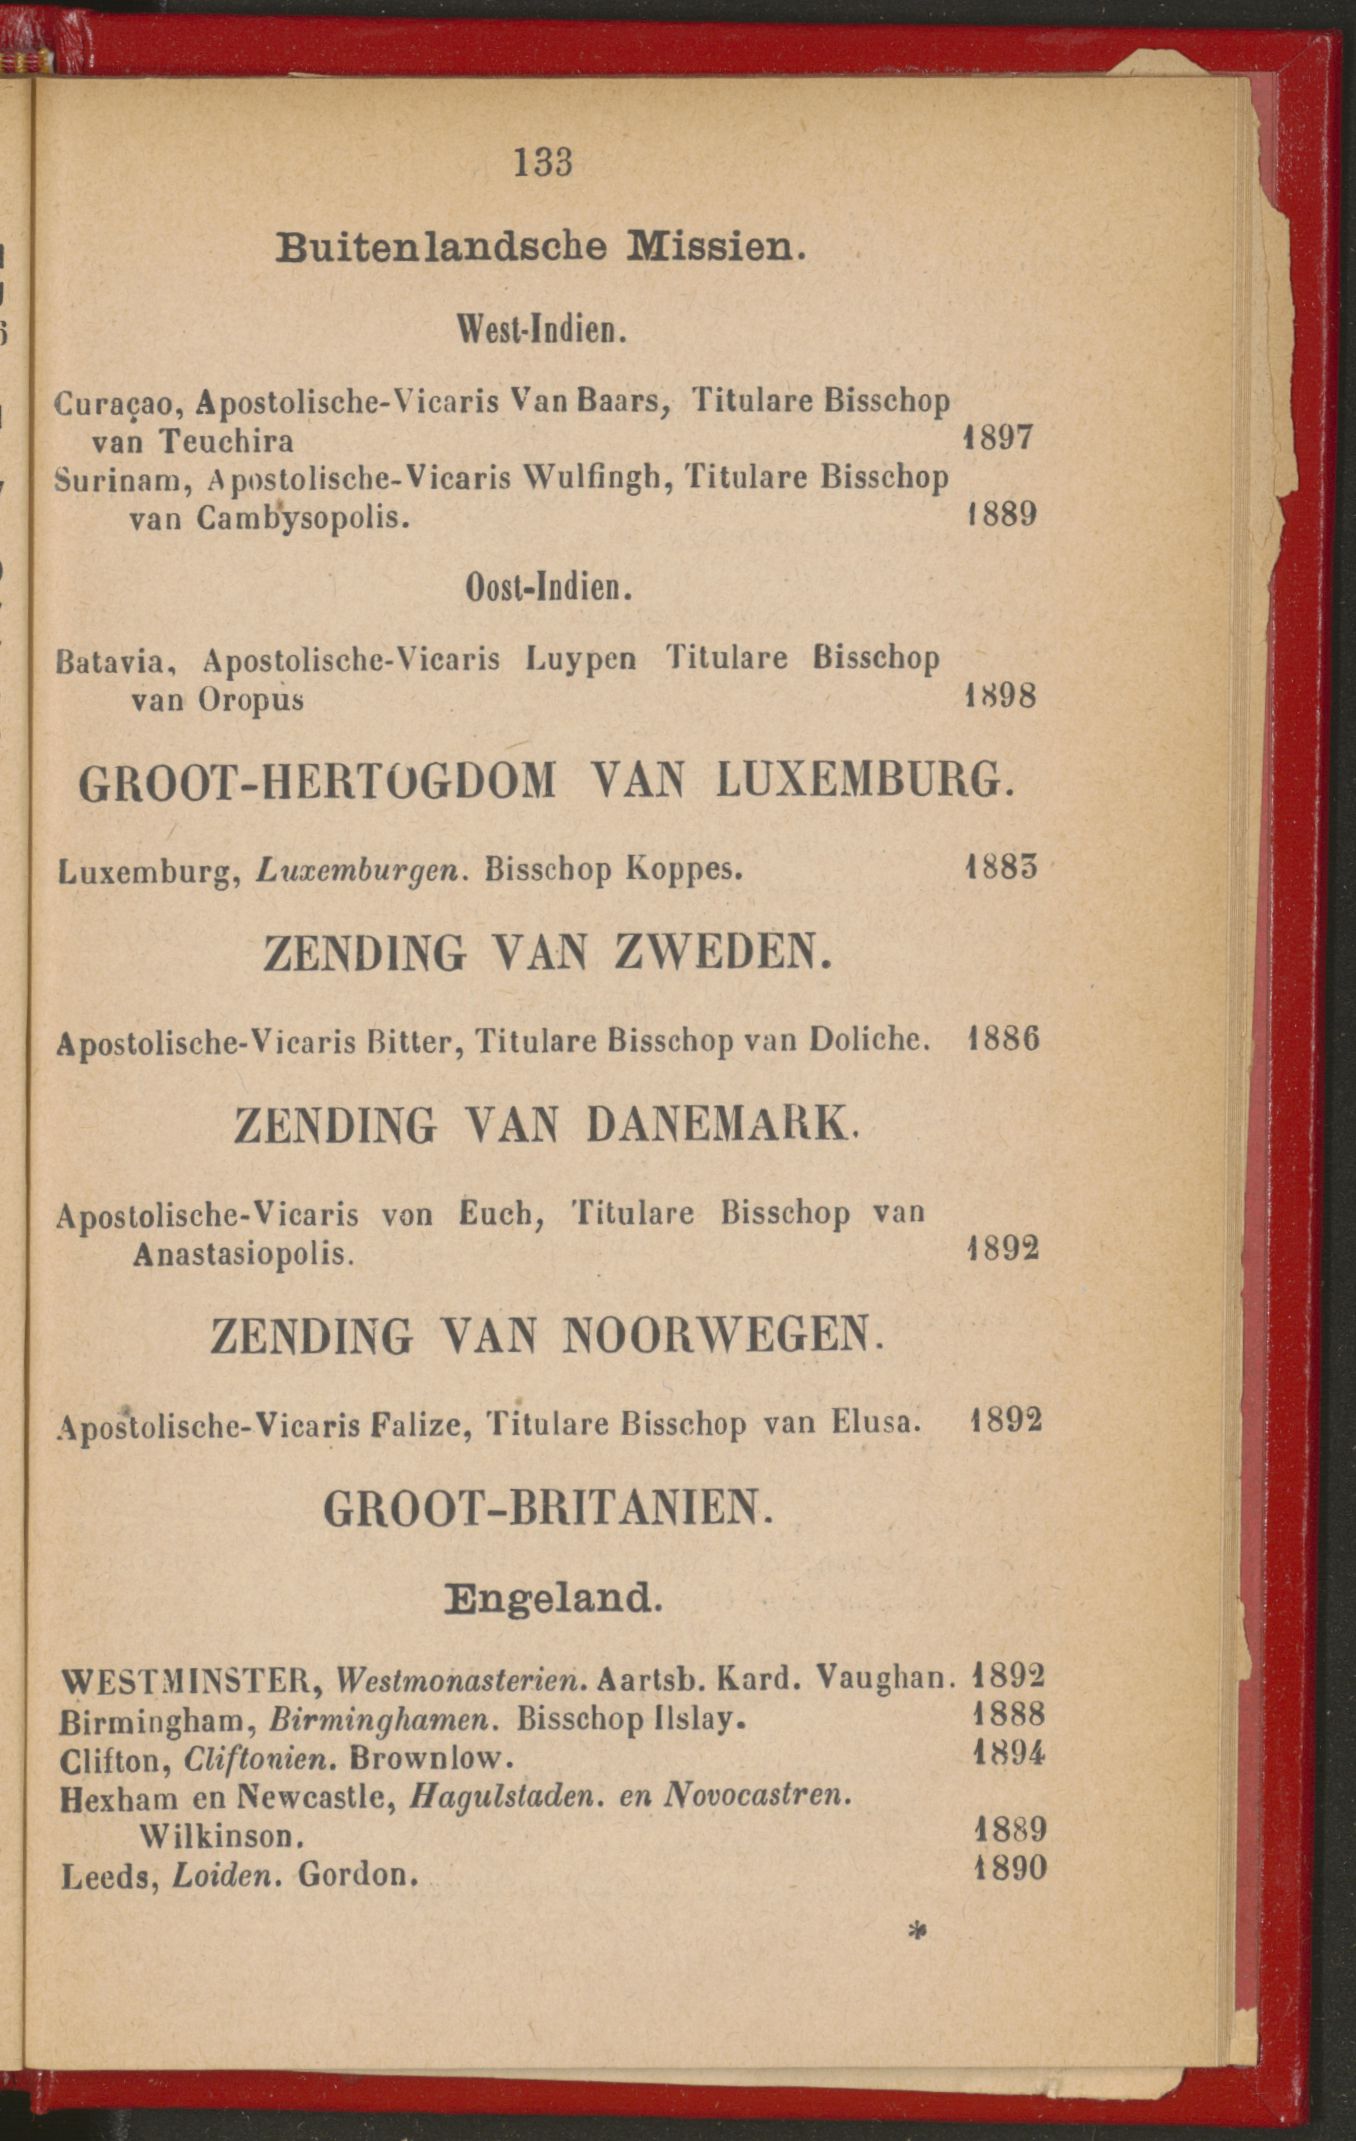 133
Buitenlandsche Missien.
West-Indien.
Curaçao, Apostolische-Vicaris Van Baars, Titulare Bisschop
van Teuchira 1897
Surinam, Apostolische-Vicaris Wulfingh, Titulare Bisschop
van Cambysopolis. 1889
Oost-Indien.
Batavia, Apostolische-Vicaris Luypen Titulare Bisschop
van Oropus 1898
GROOT-HERTOGDOM VAN LUXEMBURG.
Luxemburg, Luxemburgen. Bisschop Koppes. 1883
ZENDING VAN ZWEDEN.
Apostolische-Vicaris Bitter, Titulare Bisschop van Doliche. 1886
ZENDING VAN DANEMARK.
Apostolische-Vicaris von Euch, Titulare Bisschop van
Anastasiopolis. 1892
ZENDING VAN NOORWEGEN.
Apostolische-Vicaris Falize, Titulare Bisschop van Elusa. 1892
GROOT-BRITANIEN.
Engeland.
WESTMINSTER, Westmonasterien. Aartsb. Kard. Vaughan. 1892
Birmingham, Birminghamen. Bisschop Ilslay. 1888
Clifton, Cliftonien. Brownlow. 1894
Hexham en Newcastle, Hagulstaden. en Novocastren.
Wilkinson. 1889
Leeds, Loiden. Gordon. 1890
*